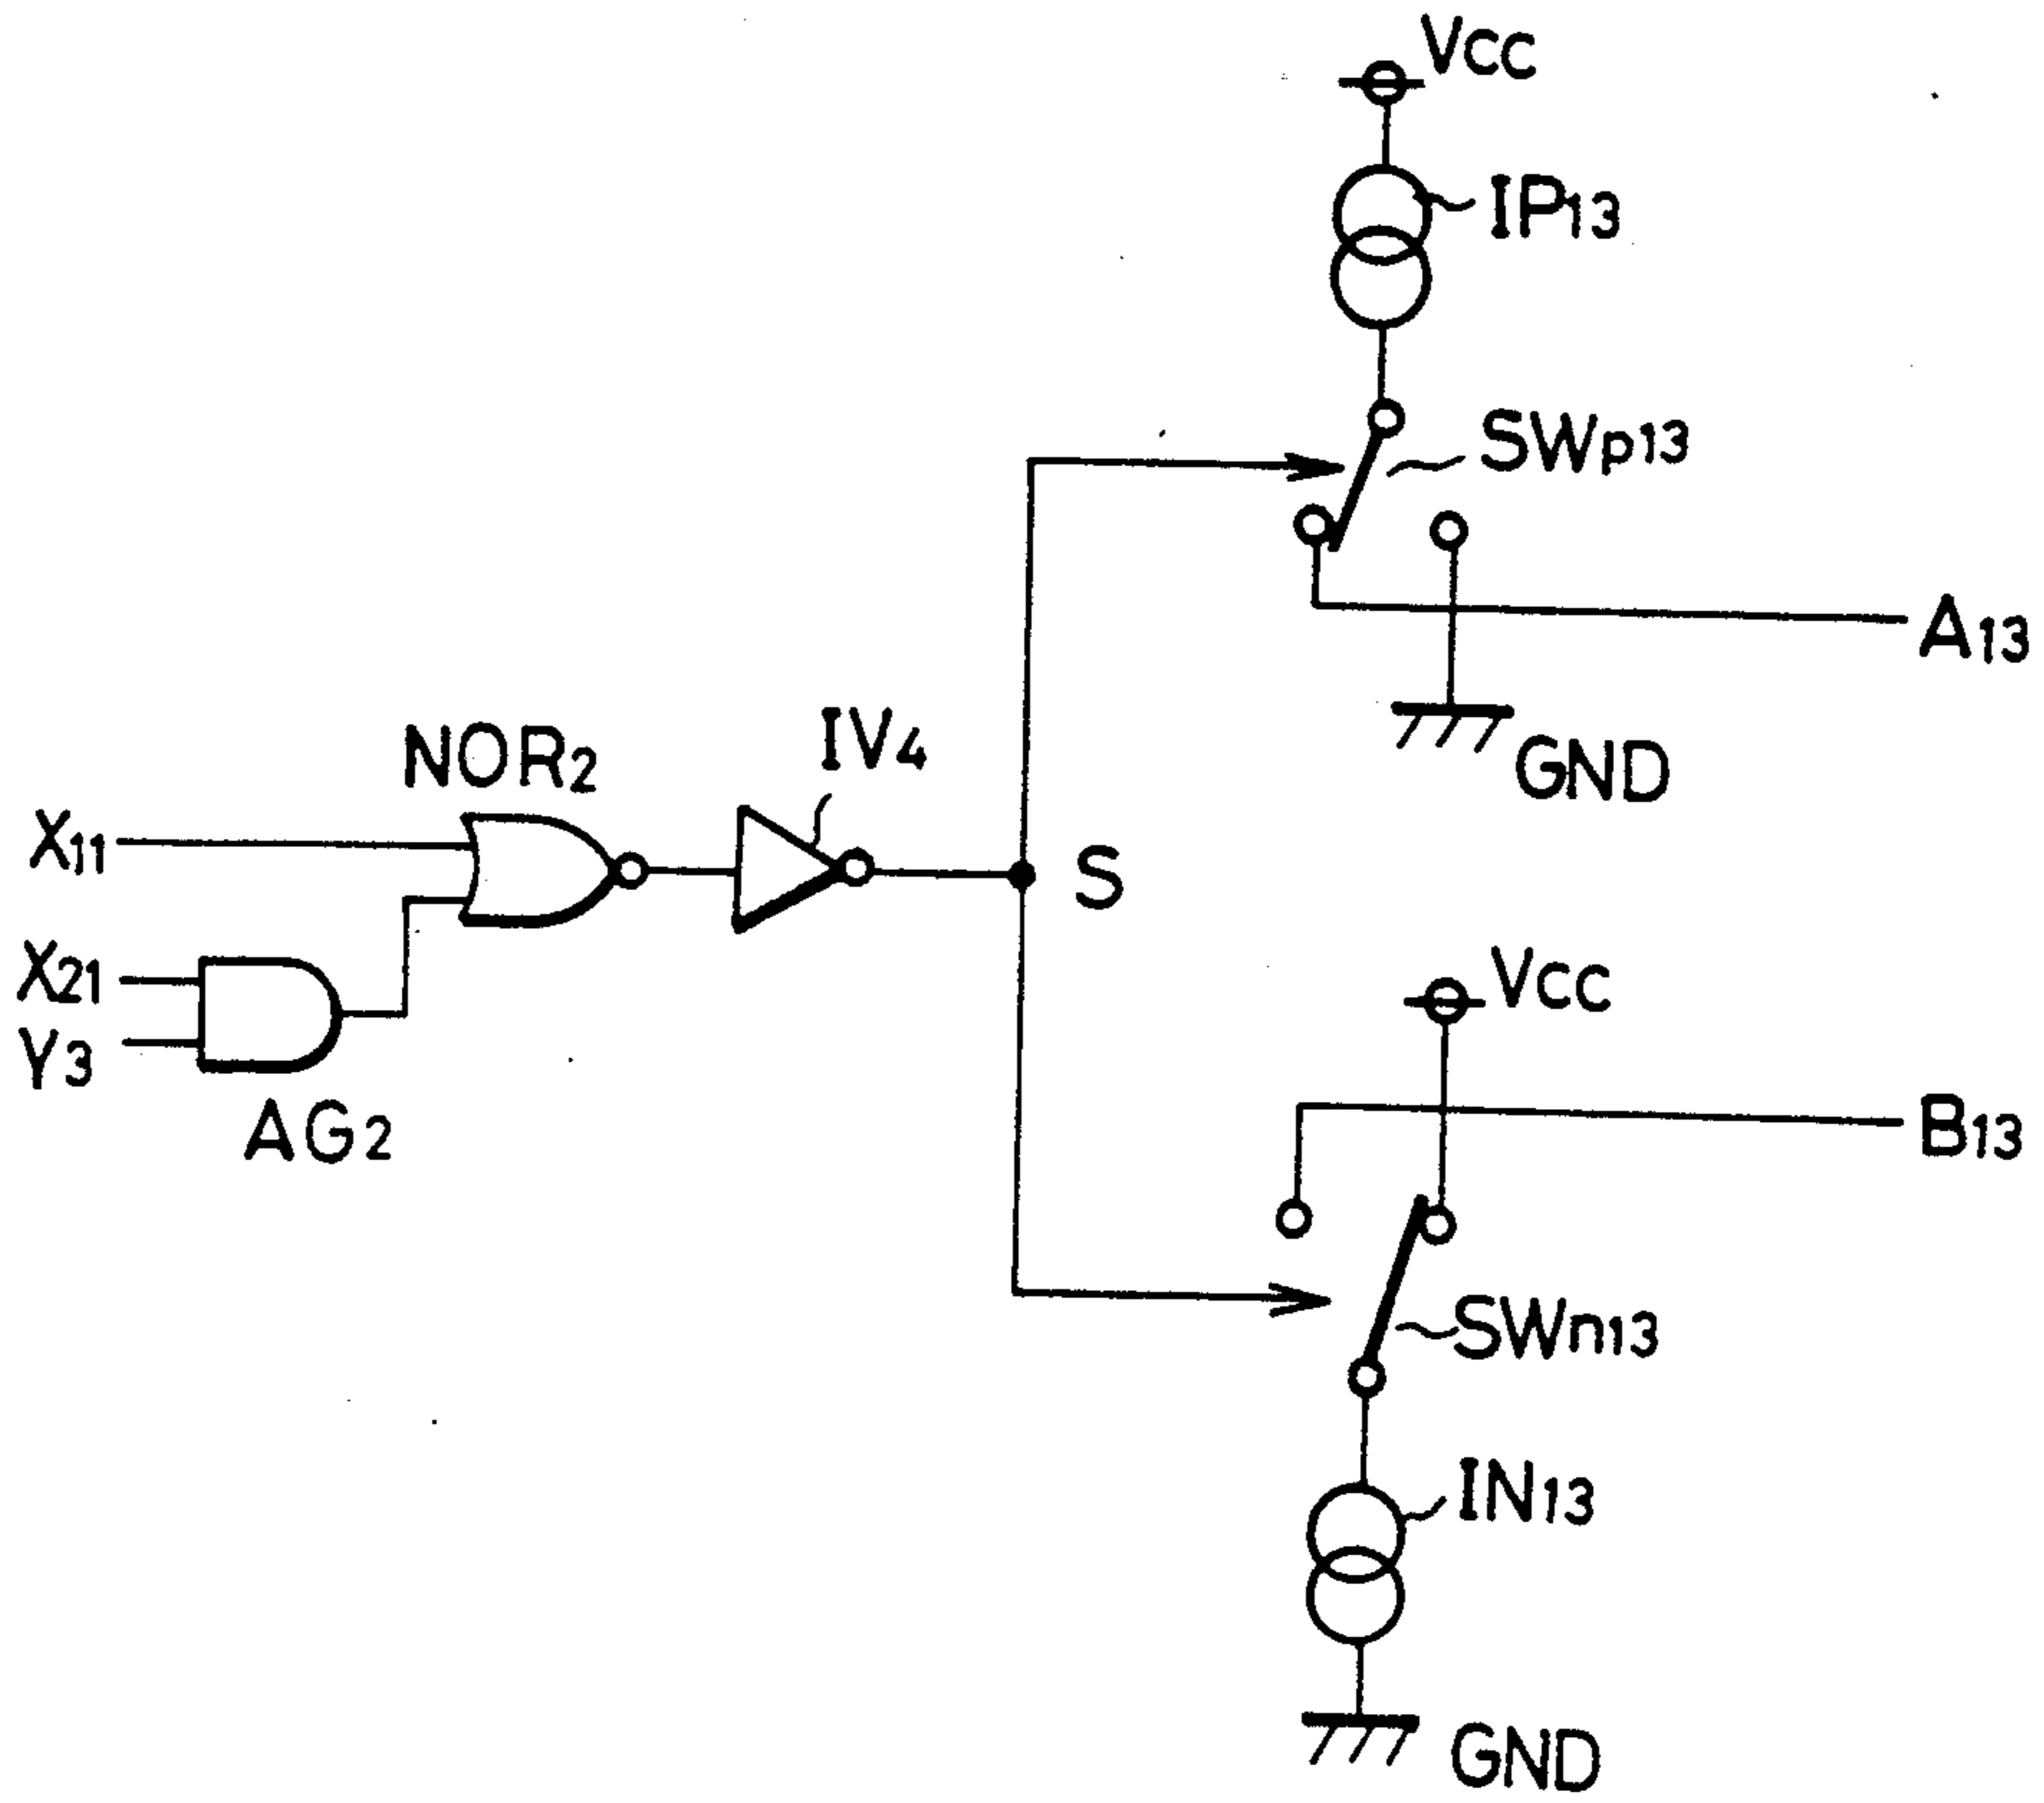 VCC
IP13
SWp13
A13
GND
NOR2
IV4
X11
S
X21
Y3
AG2
VCC
B13
SWn13
IN13
GND